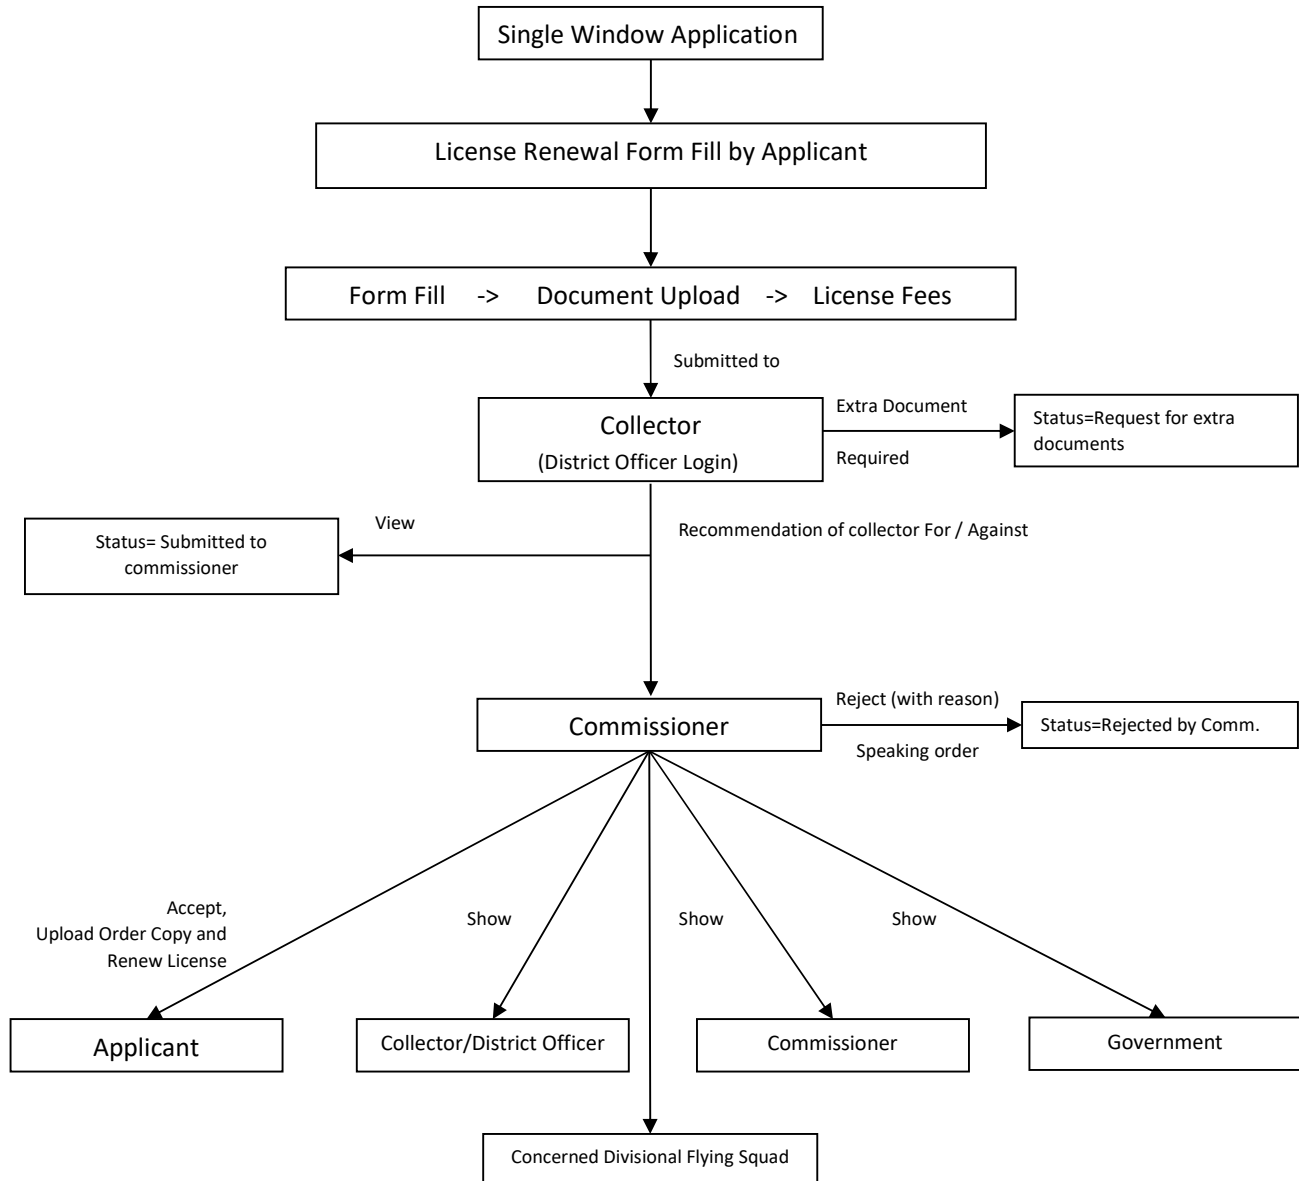 Single Window Application
License Renewal Form Fill by Applicant
Form Fill -> Document Upload -> License Fees
Submitted to
Collector
(District Officer Login)
Extra Document
Required
Status=Request for extra
documents
View
Recommendation of collector For / Against
Status= Submitted to
commissioner
Commissioner
Reject (with reason)
Speaking order
Status=Rejected by Comm.
Accept,
Upload Order Copy and
Renew License
Show
Show
Show
Applicant
Collector/District Officer
Commissioner
Government
Concerned Divisional Flying Squad